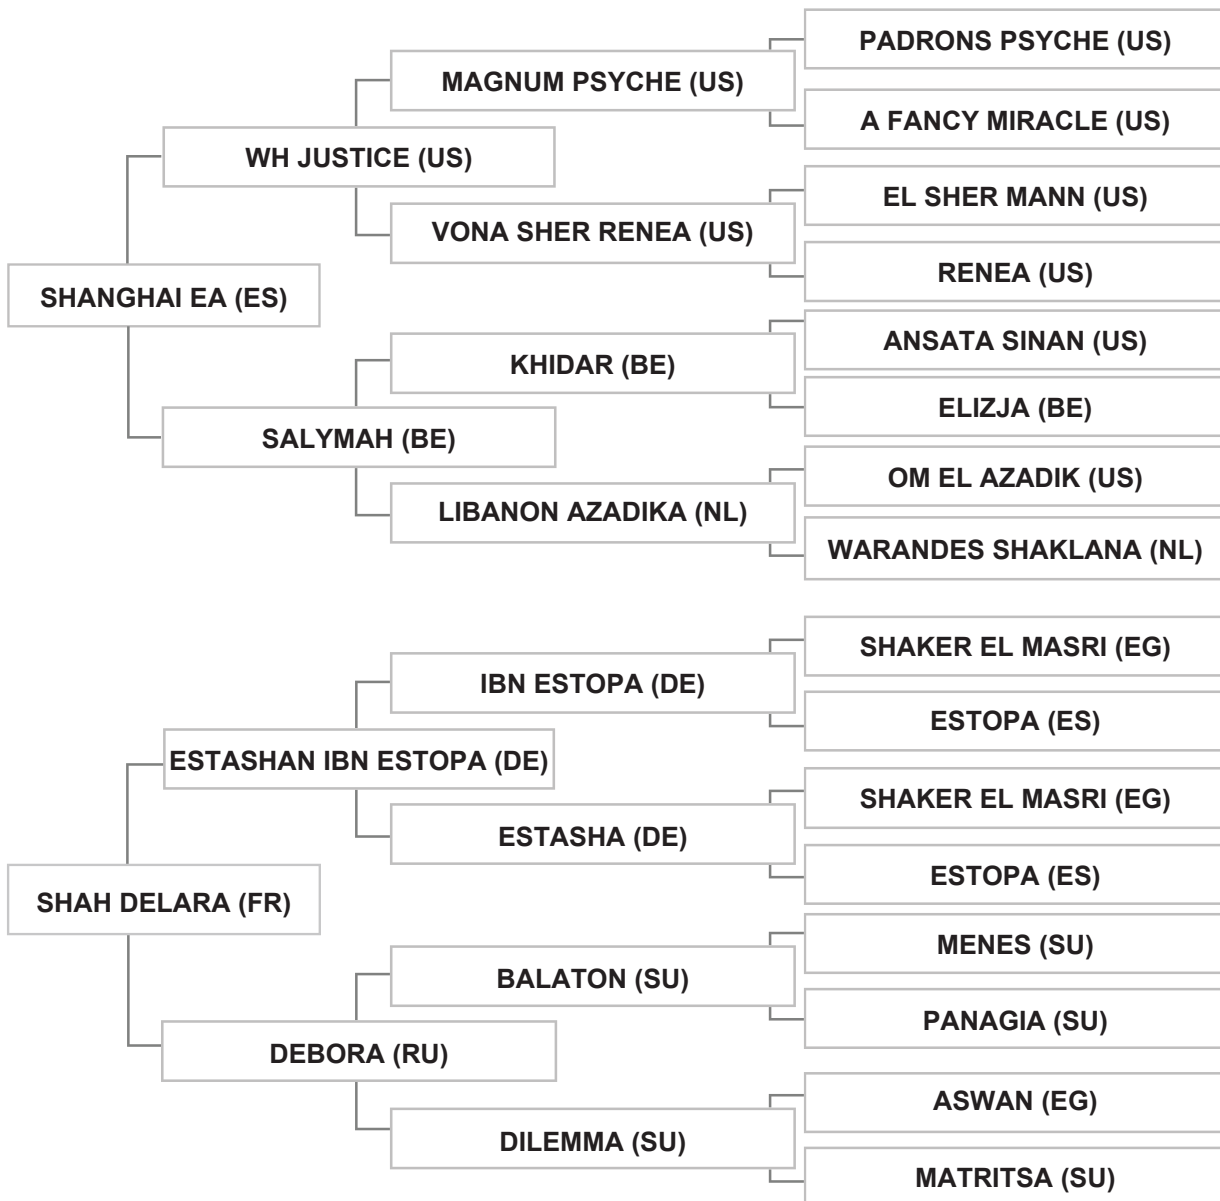 PADRONS PSYCHE (US)
MAGNUM PSYCHE (US)
A FANCY MIRACLE (US)
WH JUSTICE (US)
EL SHER MANN (US)
VONA SHER RENEA (US)
RENEA (US)
SHANGHAI EA (ES)
ANSATA SINAN (US)
KHIDAR (BE)
ELIZJA (BE)
SALYMAH (BE)
OM EL AZADIK (US)
LIBANON AZADIKA (NL)
WARANDES SHAKLANA (NL)
SHAKER EL MASRI (EG)
IBN ESTOPA (DE)
ESTOPA (ES)
ESTASHAN IBN ESTOPA (DE)
SHAKER EL MASRI (EG)
ESTASHA (DE)
ESTOPA (ES)
SHAH DELARA (FR)
MENES (SU)
BALATON (SU)
PANAGIA (SU)
DEBORA (RU)
ASWAN (EG)
DILEMMA (SU)
MATRITSA (SU)